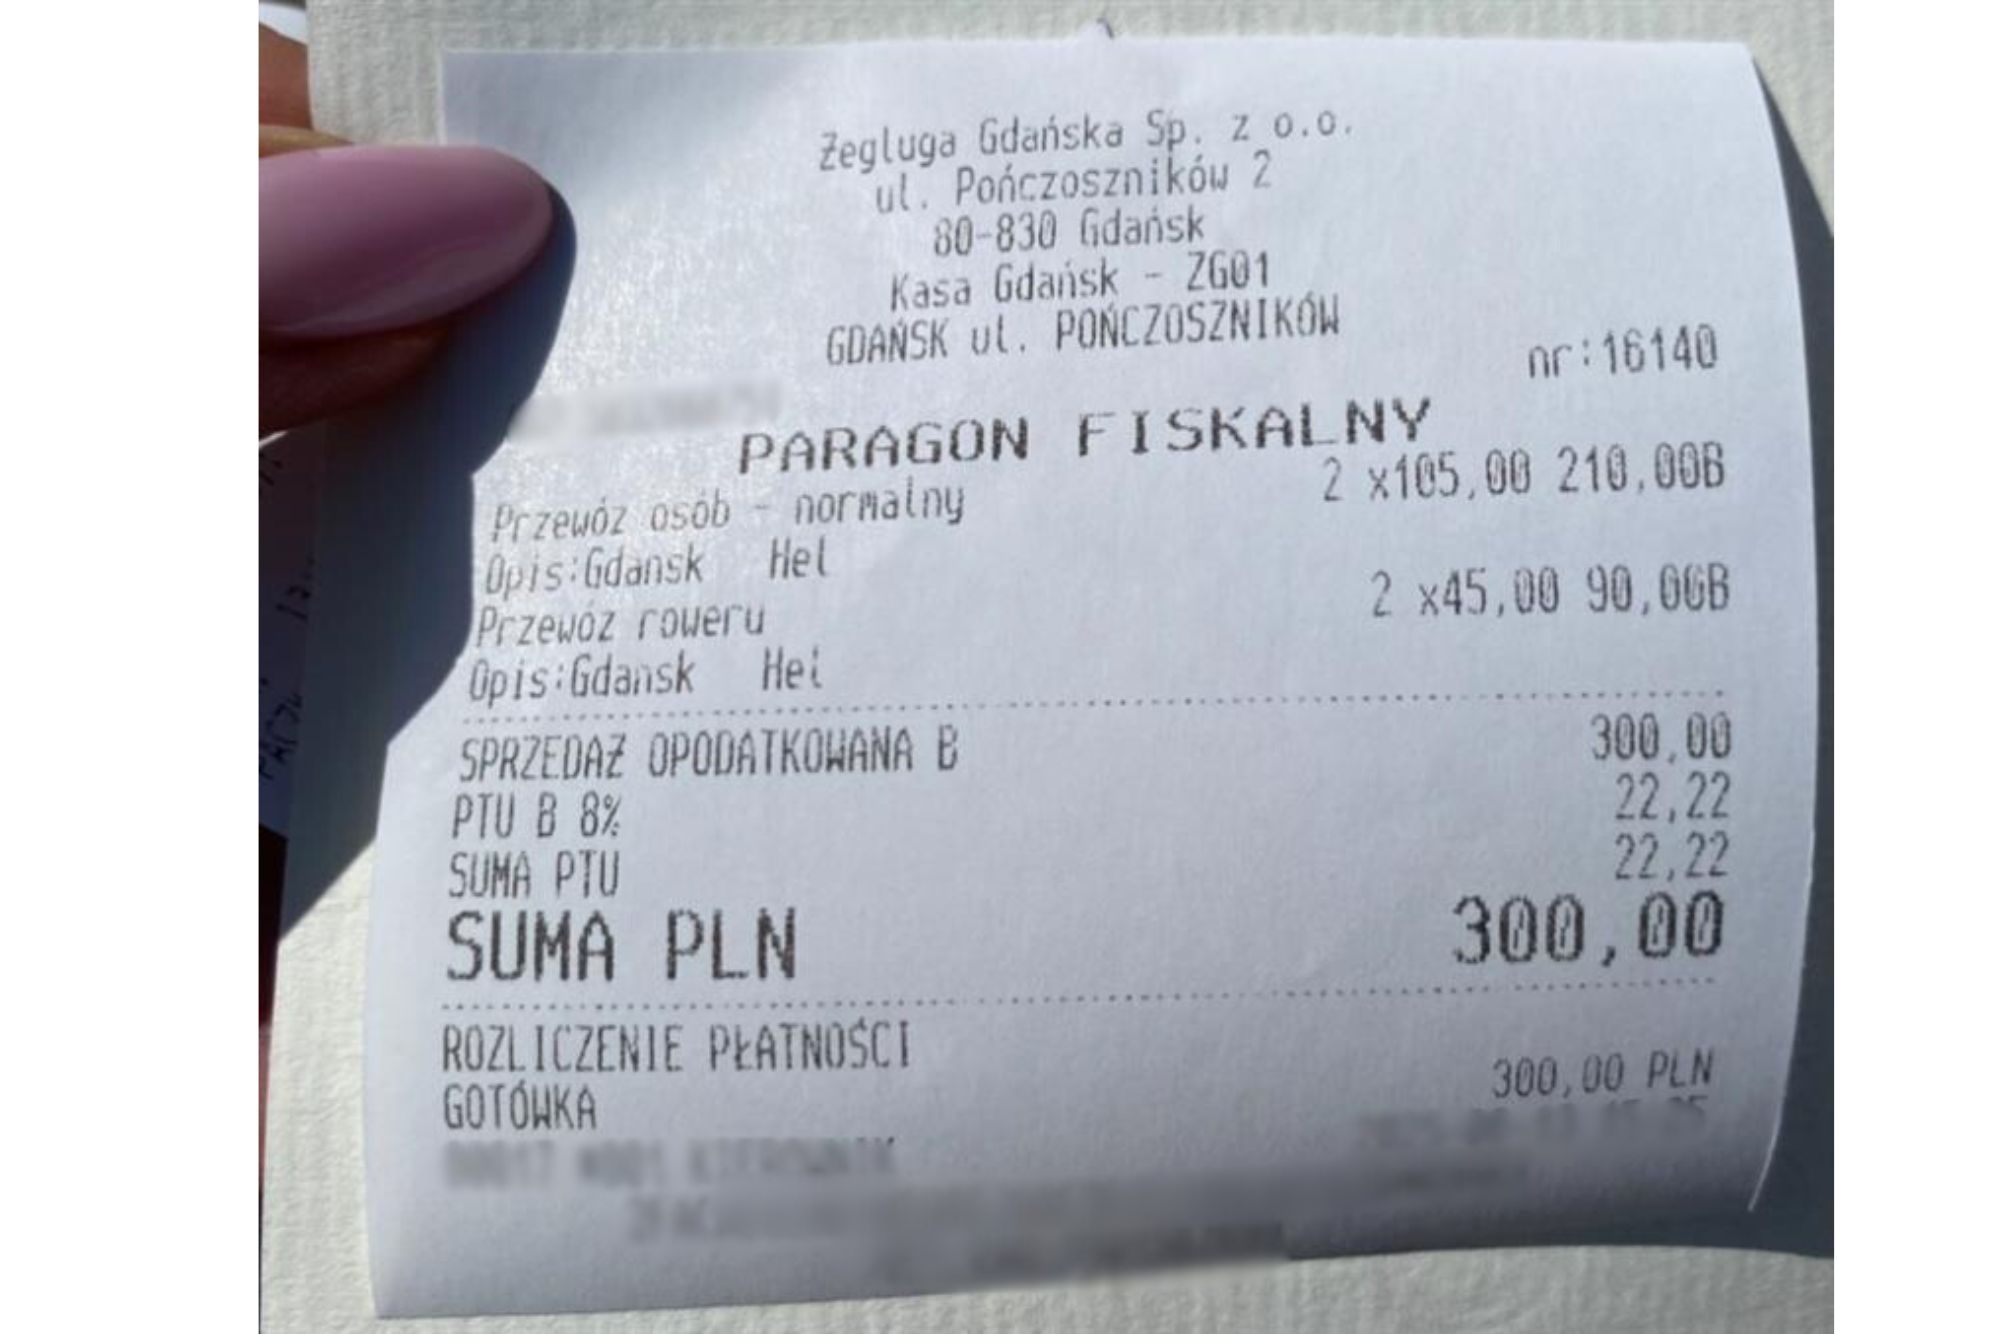 Żegluga Gdańska Sp. z o.o.
ul. Pończoszników 2
80-830 Gdańsk
Kasa Gdańsk - ZG01
GDAŃSK ul. POŃCZOSZNIKÓW
nr:16140
PARAGON FISKALNY
Przewóz osób - normalny 2 x105,00 210,00B
Opis:Gdansk Hel
Przewóz roweru 2 x45,00 90,00B
Opis:Gdansk Hel
SPRZEDAŻ OPODATKOWANA B 300,00
PTU B 8% 22,22
SUMA PTU 22,22
SUMA PLN 300,00
ROZLICZENIE PŁATNOŚCI
GOTÓWKA 300,00 PLN